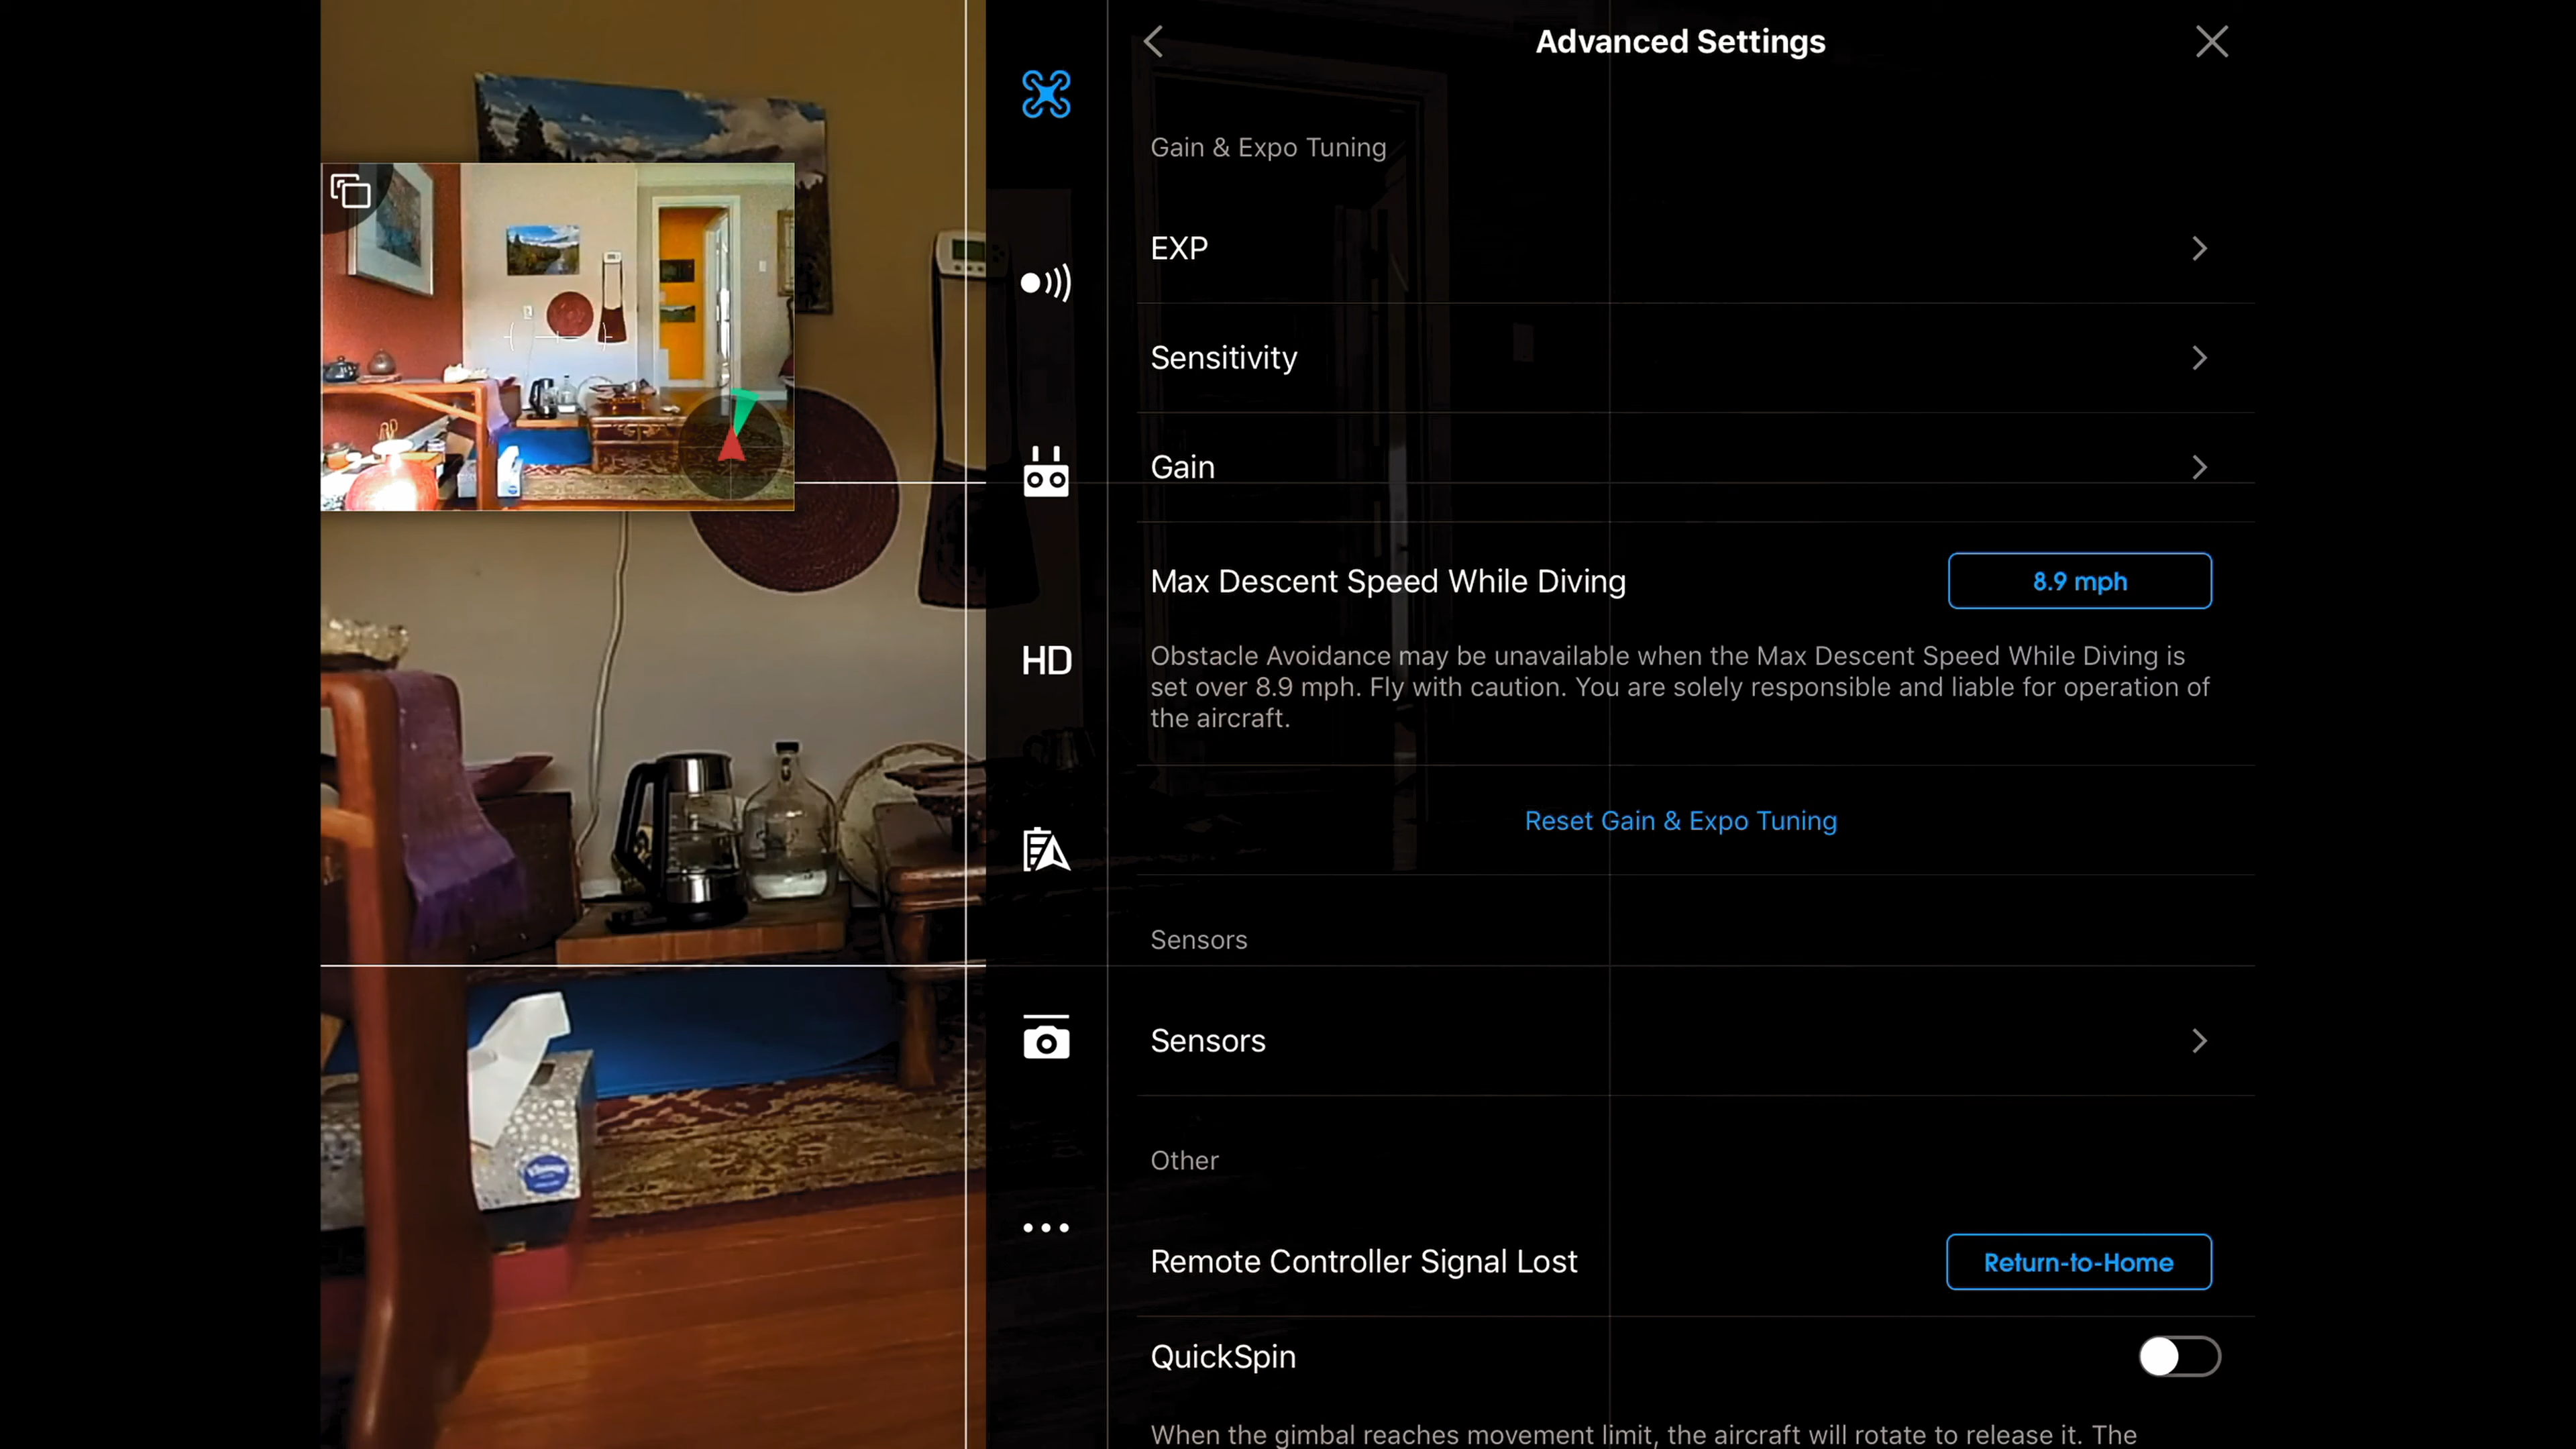 Advanced Settings
Gain & Expo Tuning
EXP
Sensitivity
Gain
Max Descent Speed While Diving
8.9 mph
Obstacle Avoidance may be unavailable when the Max Descent Speed While Diving is
set over 8.9 mph. Fly with caution. You are solely responsible and liable for operation of
the aircraft.
HD
Reset Gain & Expo Tuning
Sensors
Sensors
Other
Kleenex
Remote Controller Signal Lost
Return-to-Home
QuickSpin
When the gimbal reaches movement limit, the aircraft will rotate to release it. The